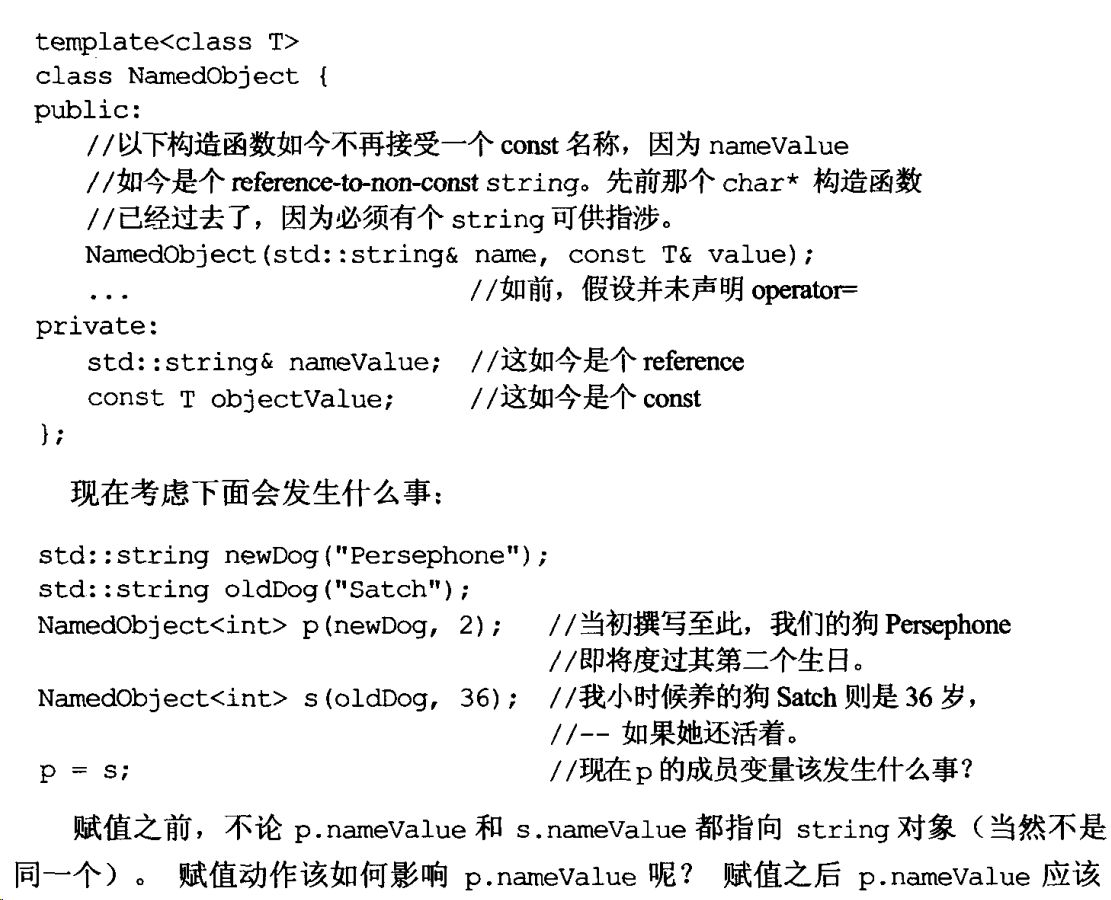 template<class T>
class NamedObject {
public:
//以下构造函数如今不再接受一个 const 名称，因为 nameValue
//如今是个 reference-to-non-const string。先前那个 char* 构造函数
//已经过去了，因为必须有个 string 可供指涉。
NamedObject(std::string& name, const T& value);
... //如前，假设并未声明 operator=
private:
std::string& nameValue; //这如今是个 reference
const T objectValue; //这如今是个 const
};
现在考虑下面会发生什么事：
std::string newDog("Persephone");
std::string oldDog("Satch");
NamedObject<int> p(newDog, 2); //当初撰写至此，我们的狗 Persephone
//即将度过其第二个生日。
NamedObject<int> s(oldDog, 36); //我小时候养的狗 Satch 则是 36 岁，
//-- 如果她还活着。
p = s; //现在 p 的成员变量该发生什么事？
赋值之前，不论 p.nameValue 和 s.nameValue 都指向 string 对象（当然不是
同一个）。 赋值动作该如何影响 p.nameValue 呢？ 赋值之后 p.nameValue 应该